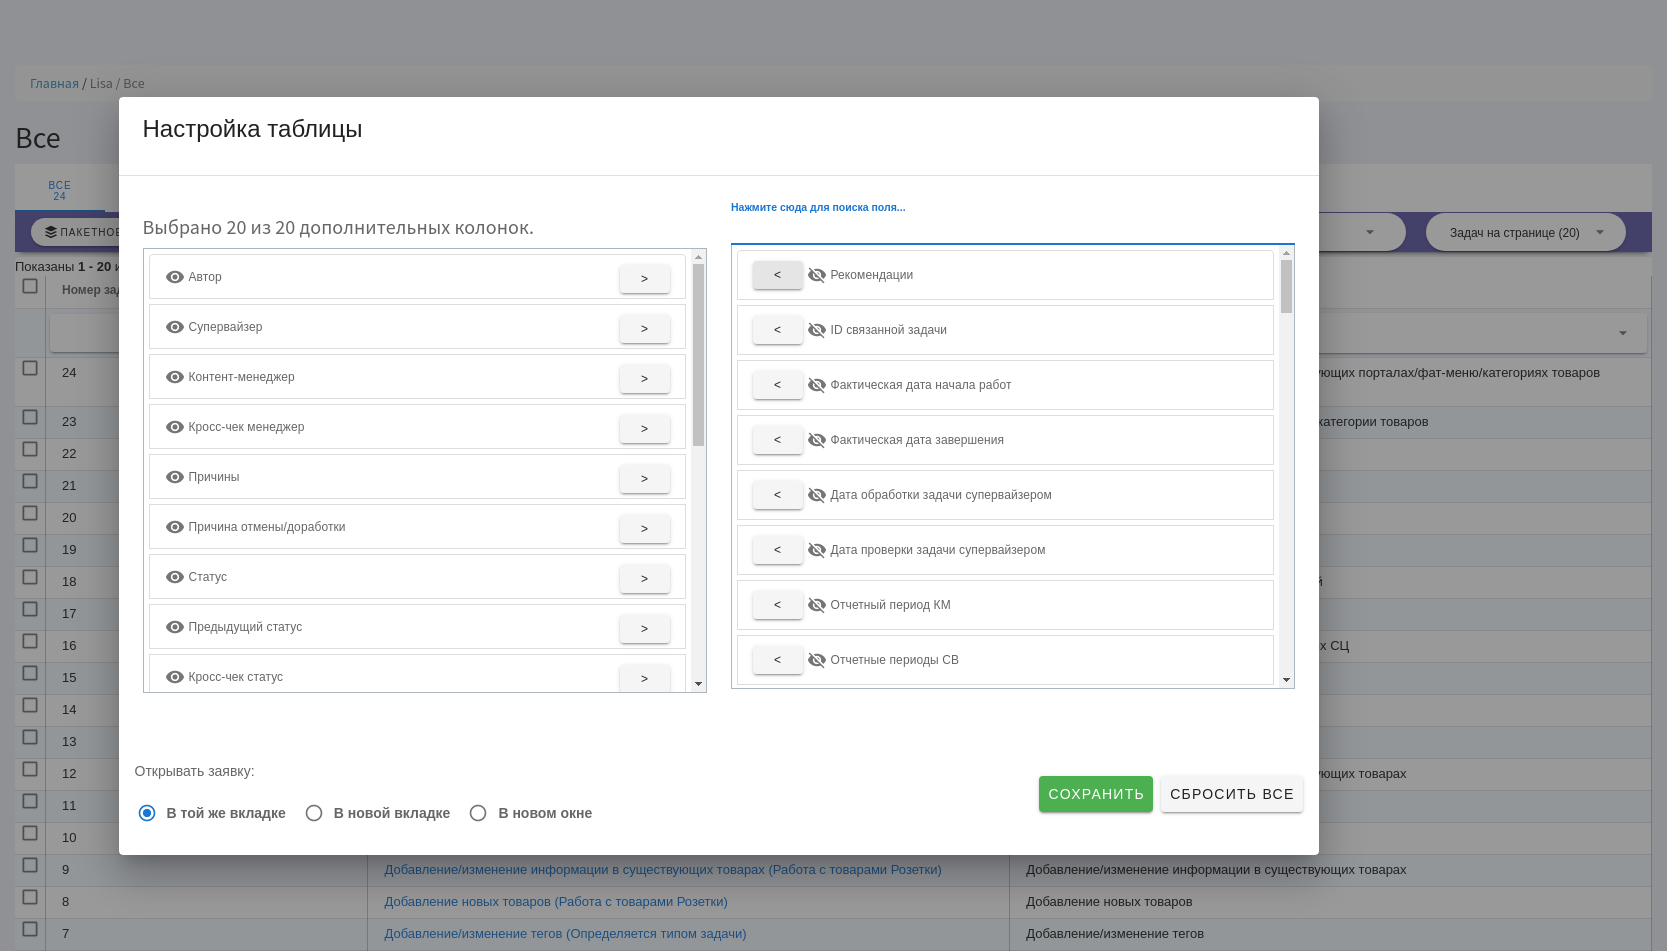 Главная / Lisa / Все
Все
ВСЕ
24
ПАКЕТНОЕ
Задач на странице (20)
Показаны 1 - 20 и
Номер зад
Настройка таблицы
Выбрано 20 из 20 дополнительных колонок.
Автор >
Супервайзер >
Контент-менеджер >
Кросс-чек менеджер >
Причины >
Причина отмены/доработки >
Статус >
Предыдущий статус >
Кросс-чек статус >
Нажмите сюда для поиска поля...
< Рекомендации
< ID связанной задачи
< Фактическая дата начала работ
< Фактическая дата завершения
< Дата обработки задачи супервайзером
< Дата проверки задачи супервайзером
< Отчетный период КМ
< Отчетные периоды СВ
Открывать заявку:
В той же вкладке В новой вкладке В новом окне
СОХРАНИТЬ СБРОСИТЬ ВСЕ
24 ующих порталах/фат-меню/категориях товаров
23 категории товаров
22
21
20
19
18 й
17
16 х СЦ
15
14
13
12 ующих товарах
11
10
9 Добавление/изменение информации в существующих товарах (Работа с товарами Розетки) Добавление/изменение информации в существующих товарах
8 Добавление новых товаров (Работа с товарами Розетки) Добавление новых товаров
7 Добавление/изменение тегов (Определяется типом задачи) Добавление/изменение тегов